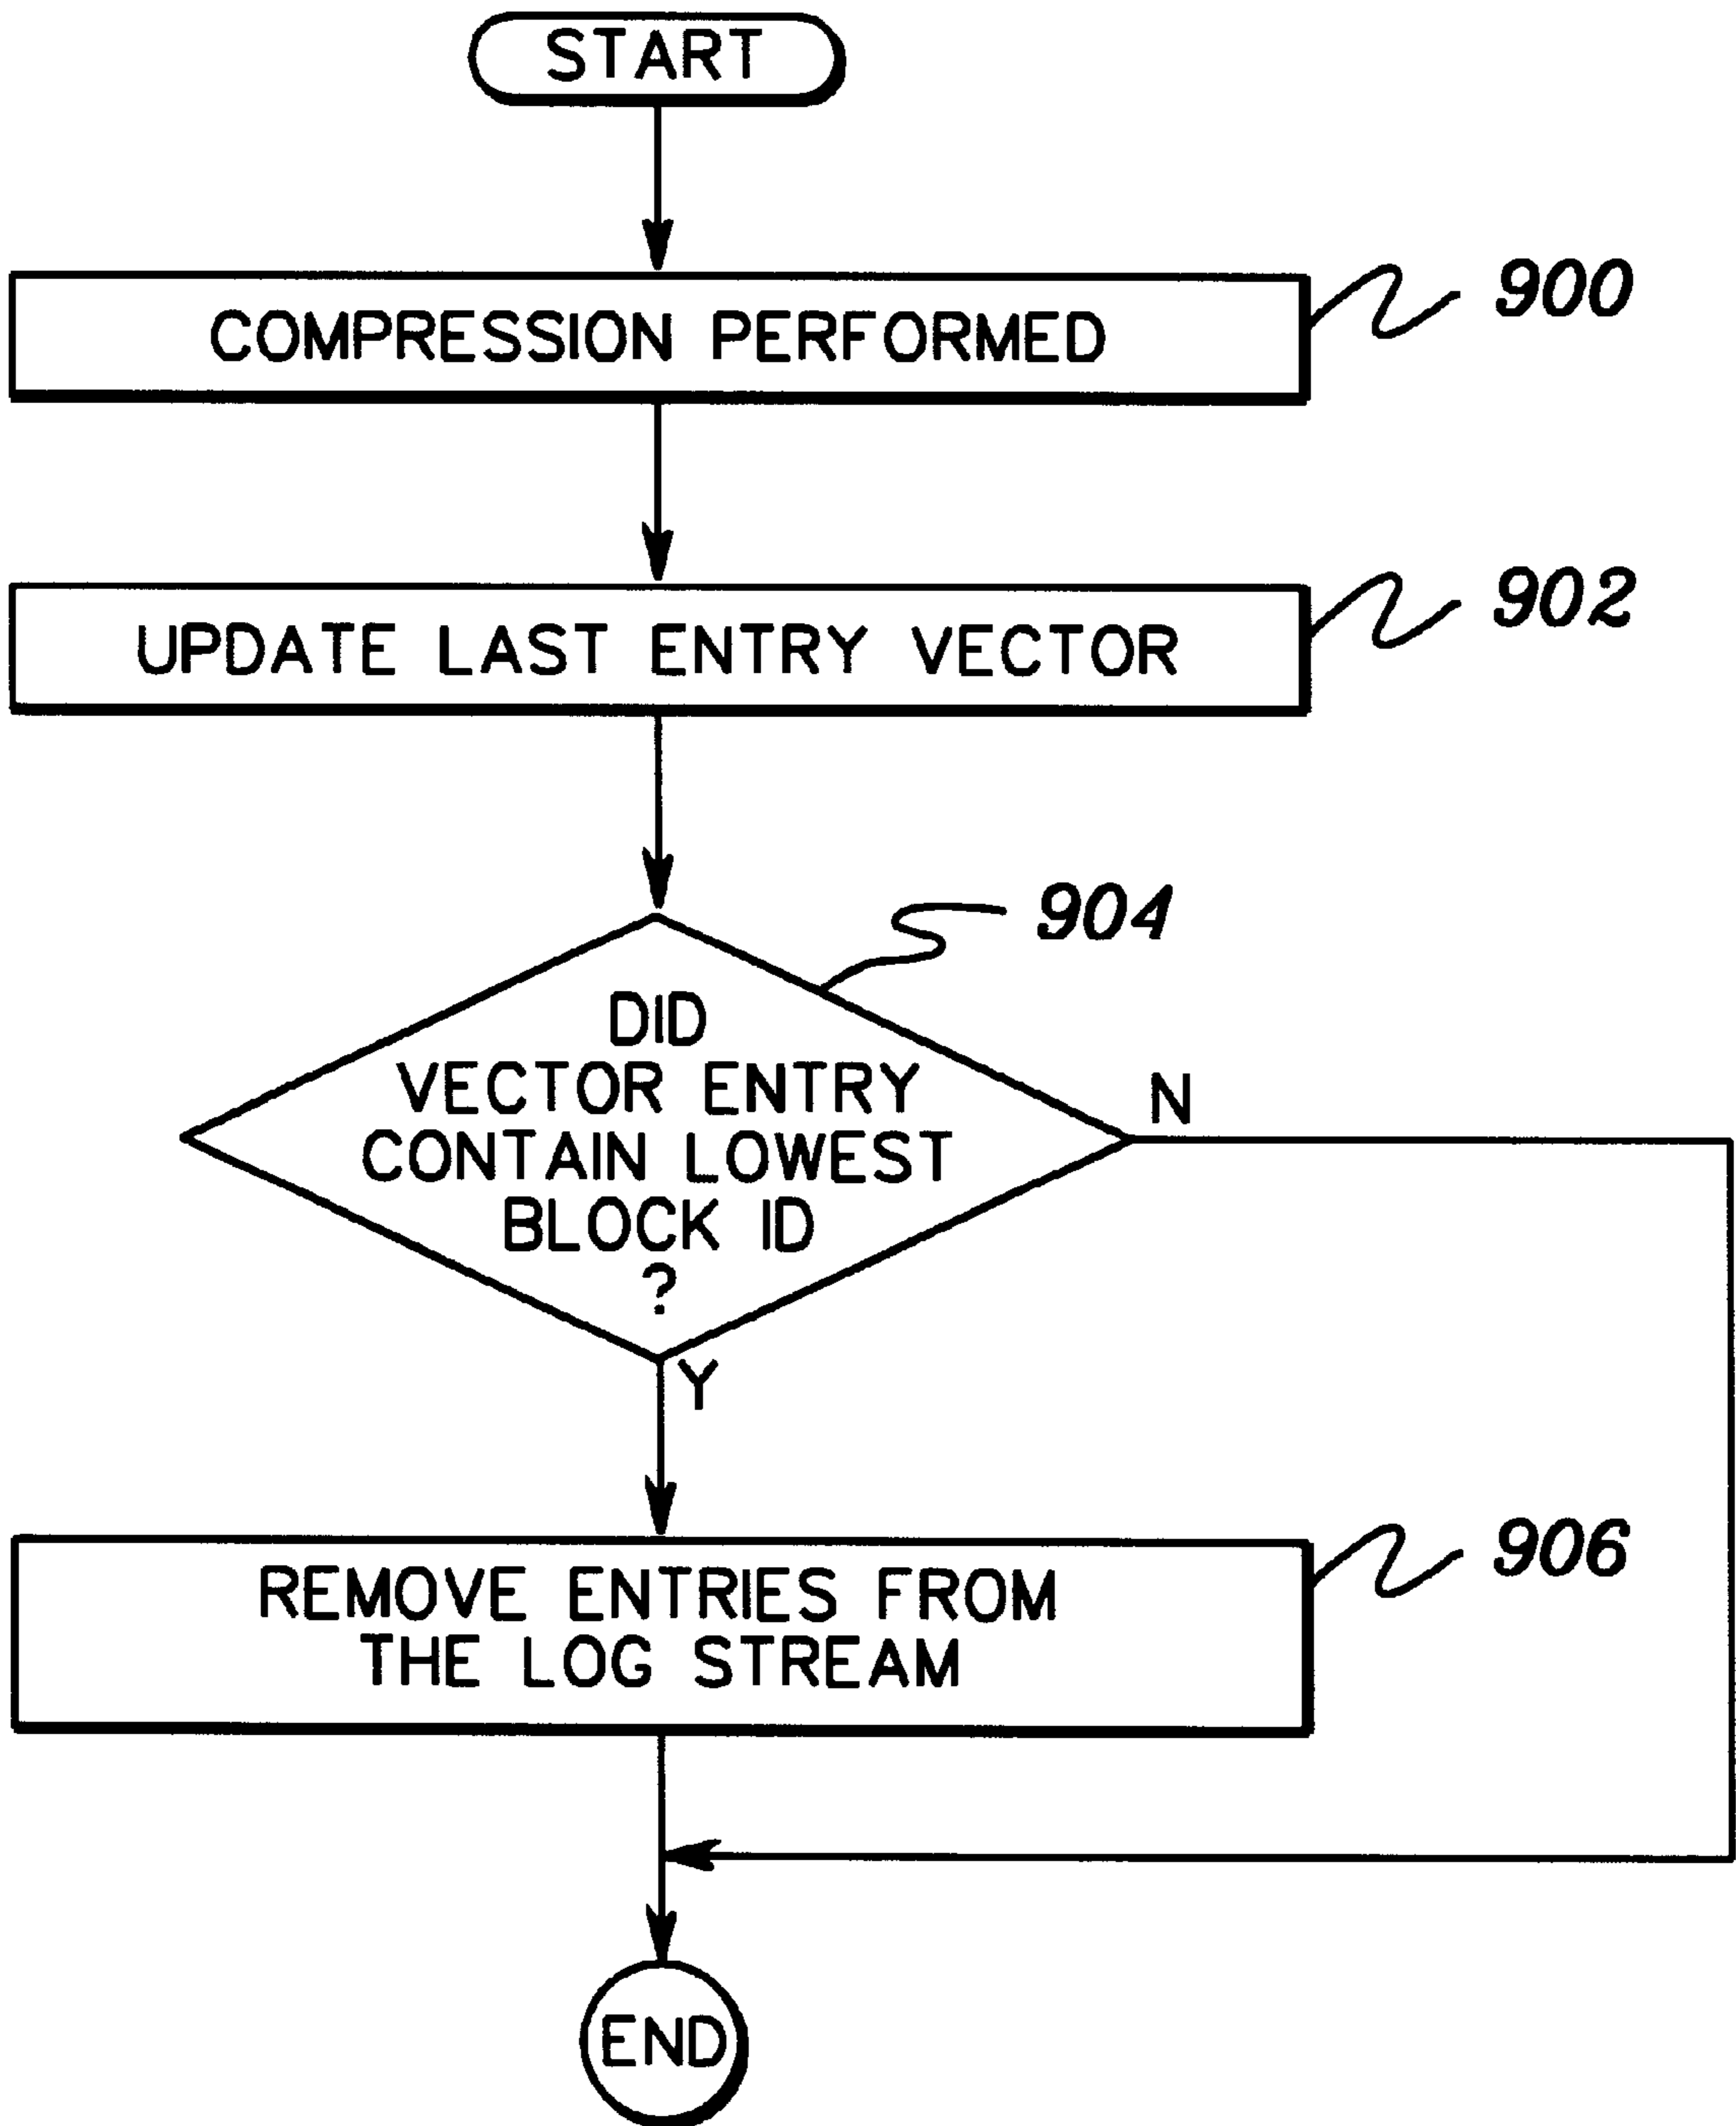 START
COMPRESSION PERFORMED
900
UPDATE LAST ENTRY VECTOR
902
904
DID
VECTOR ENTRY
CONTAIN LOWEST
BLOCK ID
?
N
Y
REMOVE ENTRIES FROM
THE LOG STREAM
906
END